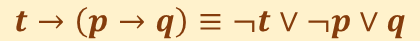 t → (p → q) ≡ ¬t ∨ ¬p ∨ q